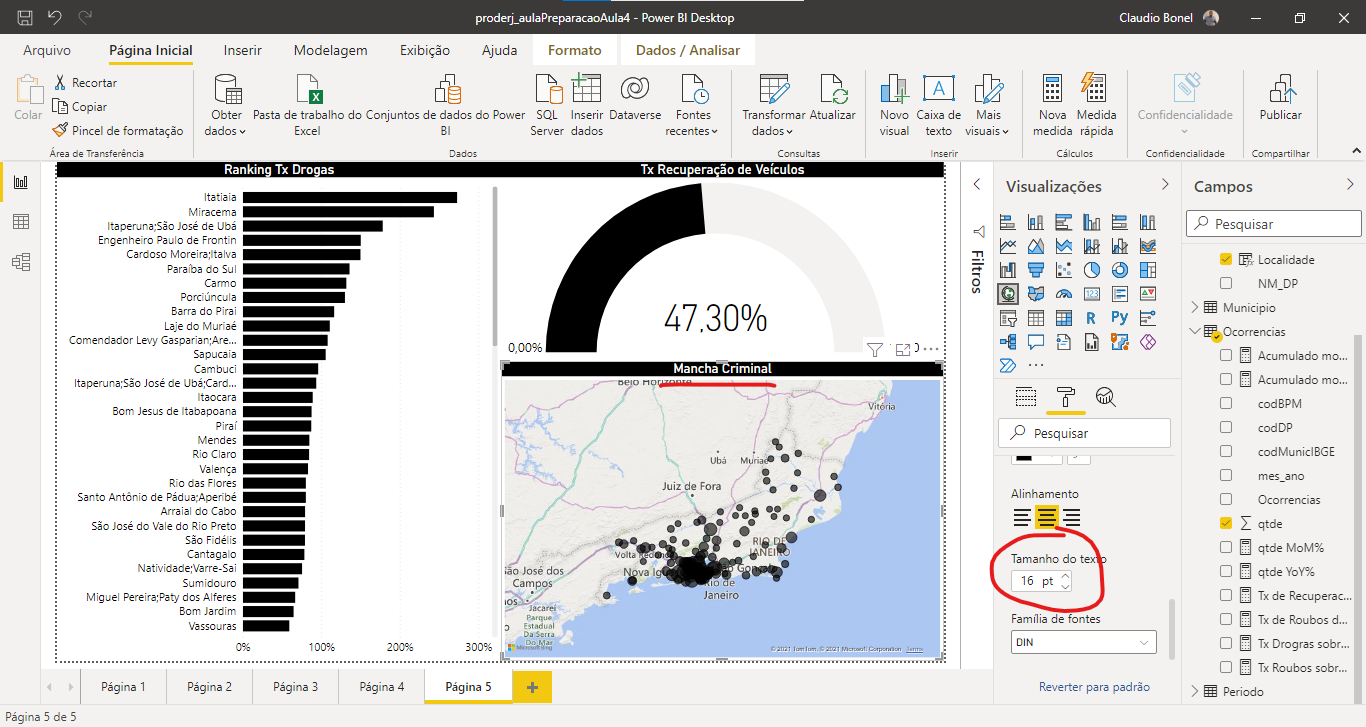 proderj_aulaPreparacaoAula4 - Power BI Desktop
Claudio Bonel
Arquivo
Página Inicial
Inserir
Modelagem
Exibição
Ajuda
Formato
Dados / Analisar
Colar
Recortar
Copiar
Pincel de formatação
Área de Transferência
Obter
dados
Pasta de trabalho do
Excel
Conjuntos de dados do Power
BI
SQL
Server
Inserir
dados
Dataverse
Fontes
recentes
Dados
Transformar
dados
Atualizar
Consultas
Novo
visual
Caixa de
texto
Mais
visuais
Inserir
Nova
medida
Medida
rápida
Cálculos
Confidencialidade
Confidencialidade
Publicar
Compartilhar
Ranking Tx Drogas
Itatiaia
Miracema
Itaperuna;São José de Ubá
Engenheiro Paulo de Frontin
Cardoso Moreira;Italva
Paraíba do Sul
Carmo
Porciúncula
Barra do Piraí
Laje do Muriaé
Comendador Levy Gasparian;Are...
Sapucaia
Cambuci
Itaperuna;São José de Ubá;Card...
Itaocara
Bom Jesus de Itabapoana
Piraí
Mendes
Rio Claro
Valença
Rio das Flores
Santo Antônio de Pádua;Aperibé
Arraial do Cabo
São José do Vale do Rio Preto
São Fidélis
Cantagalo
Natividade;Varre-Sai
Sumidouro
Miguel Pereira;Paty dos Alferes
Bom Jardim
Vassouras
0%
100%
200%
300%
Tx Recuperação de Veículos
47,30%
0,00%
Mancha Criminal
Belo Horizonte
Vitória
Ubá
Muriaé
Juiz de Fora
RIO DE
JANEIRO
Volta Redonda
Nova Igu
São Gonçalo
Rio de
Janeiro
São José dos
Campos
Jacareí
Parque
Estadual
Da Serra
Do Mar
Microsoft Bing
© 2021 TomTom, © 2021 Microsoft Corporation
Terms
Filtros
Visualizações
R
Py
123
Pesquisar
Alinhamento
Tamanho do texto
16 pt
Família de fontes
DIN
Reverter para padrão
Campos
Pesquisar
Localidade
NM_DP
Municipio
Ocorrencias
Acumulado mo...
Acumulado mo...
codBPM
codDP
codMunicIBGE
mes_ano
Ocorrencias
qtde
qtde MoM%
qtde YoY%
Tx de Recuperac...
Tx de Roubos d...
Tx Drogas sobr...
Tx Roubos sobr...
Periodo
Página 1
Página 2
Página 3
Página 4
Página 5
Página 5 de 5